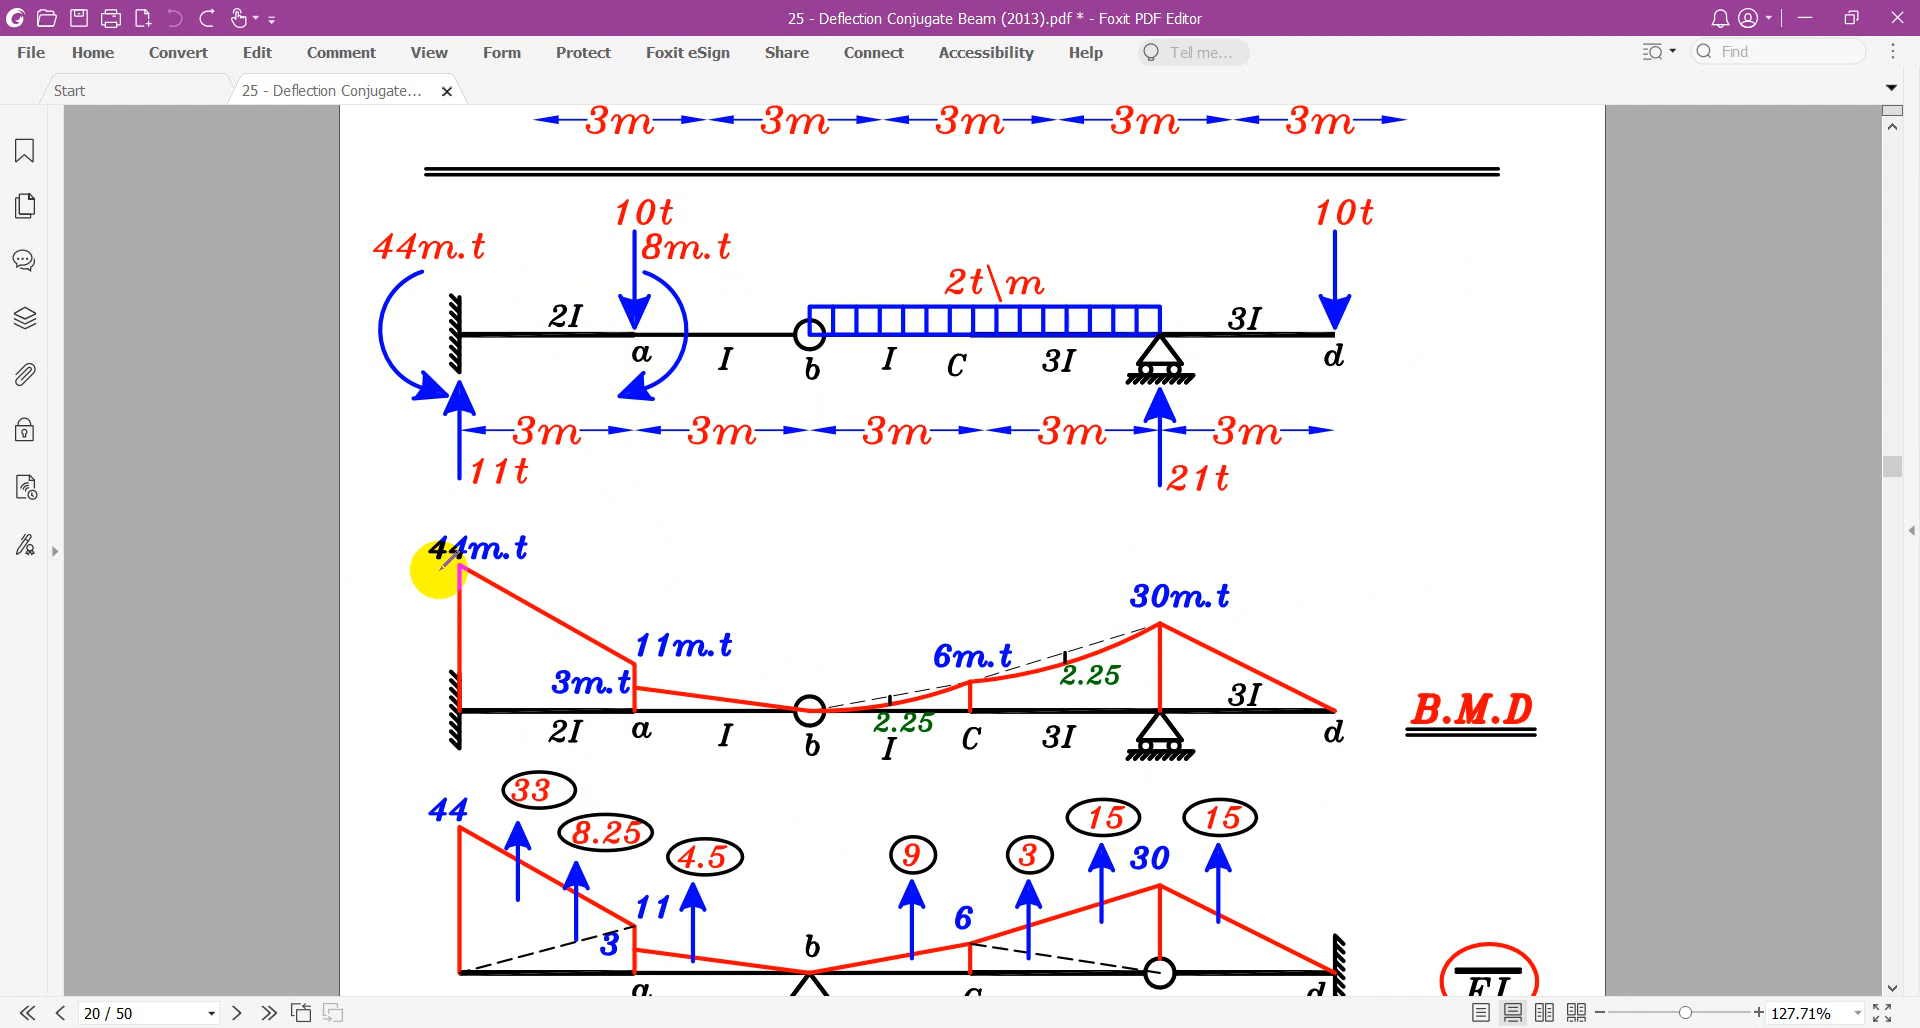 25 - Deflection Conjugate Beam (2013).pdf * - Foxit PDF Editor
File Home Convert Edit Comment View Form Protect Foxit eSign Share Connect Accessibility Help Tell me... Find
Start 25 - Deflection Conjugate...
3m 3m 3m 3m 3m
10t 10t
44m.t 8m.t
2t\m
2I 3I
a I b I C 3I d
3m 3m 3m 3m 3m
11t 21t
44m.t
30m.t
11m.t 6m.t
3m.t 2.25
2.25
3I B.M.D
2I a I b I C 3I d
33
44 8.25 15 15
4.5 9 3 30
11 6
3 b
a C d EI
20 / 50 127.71%